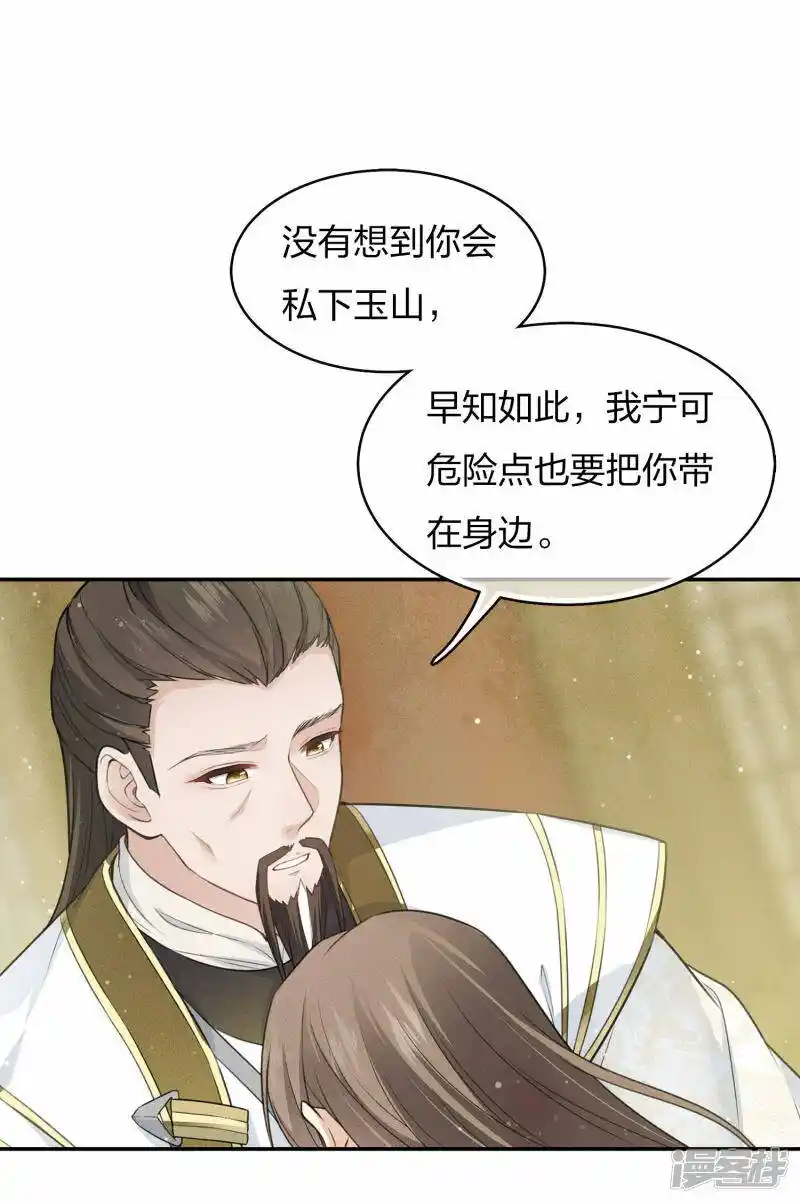 没有想到你会
私下玉山，
早知如此，我宁可
危险点也要把你带
在身边。
漫客栈